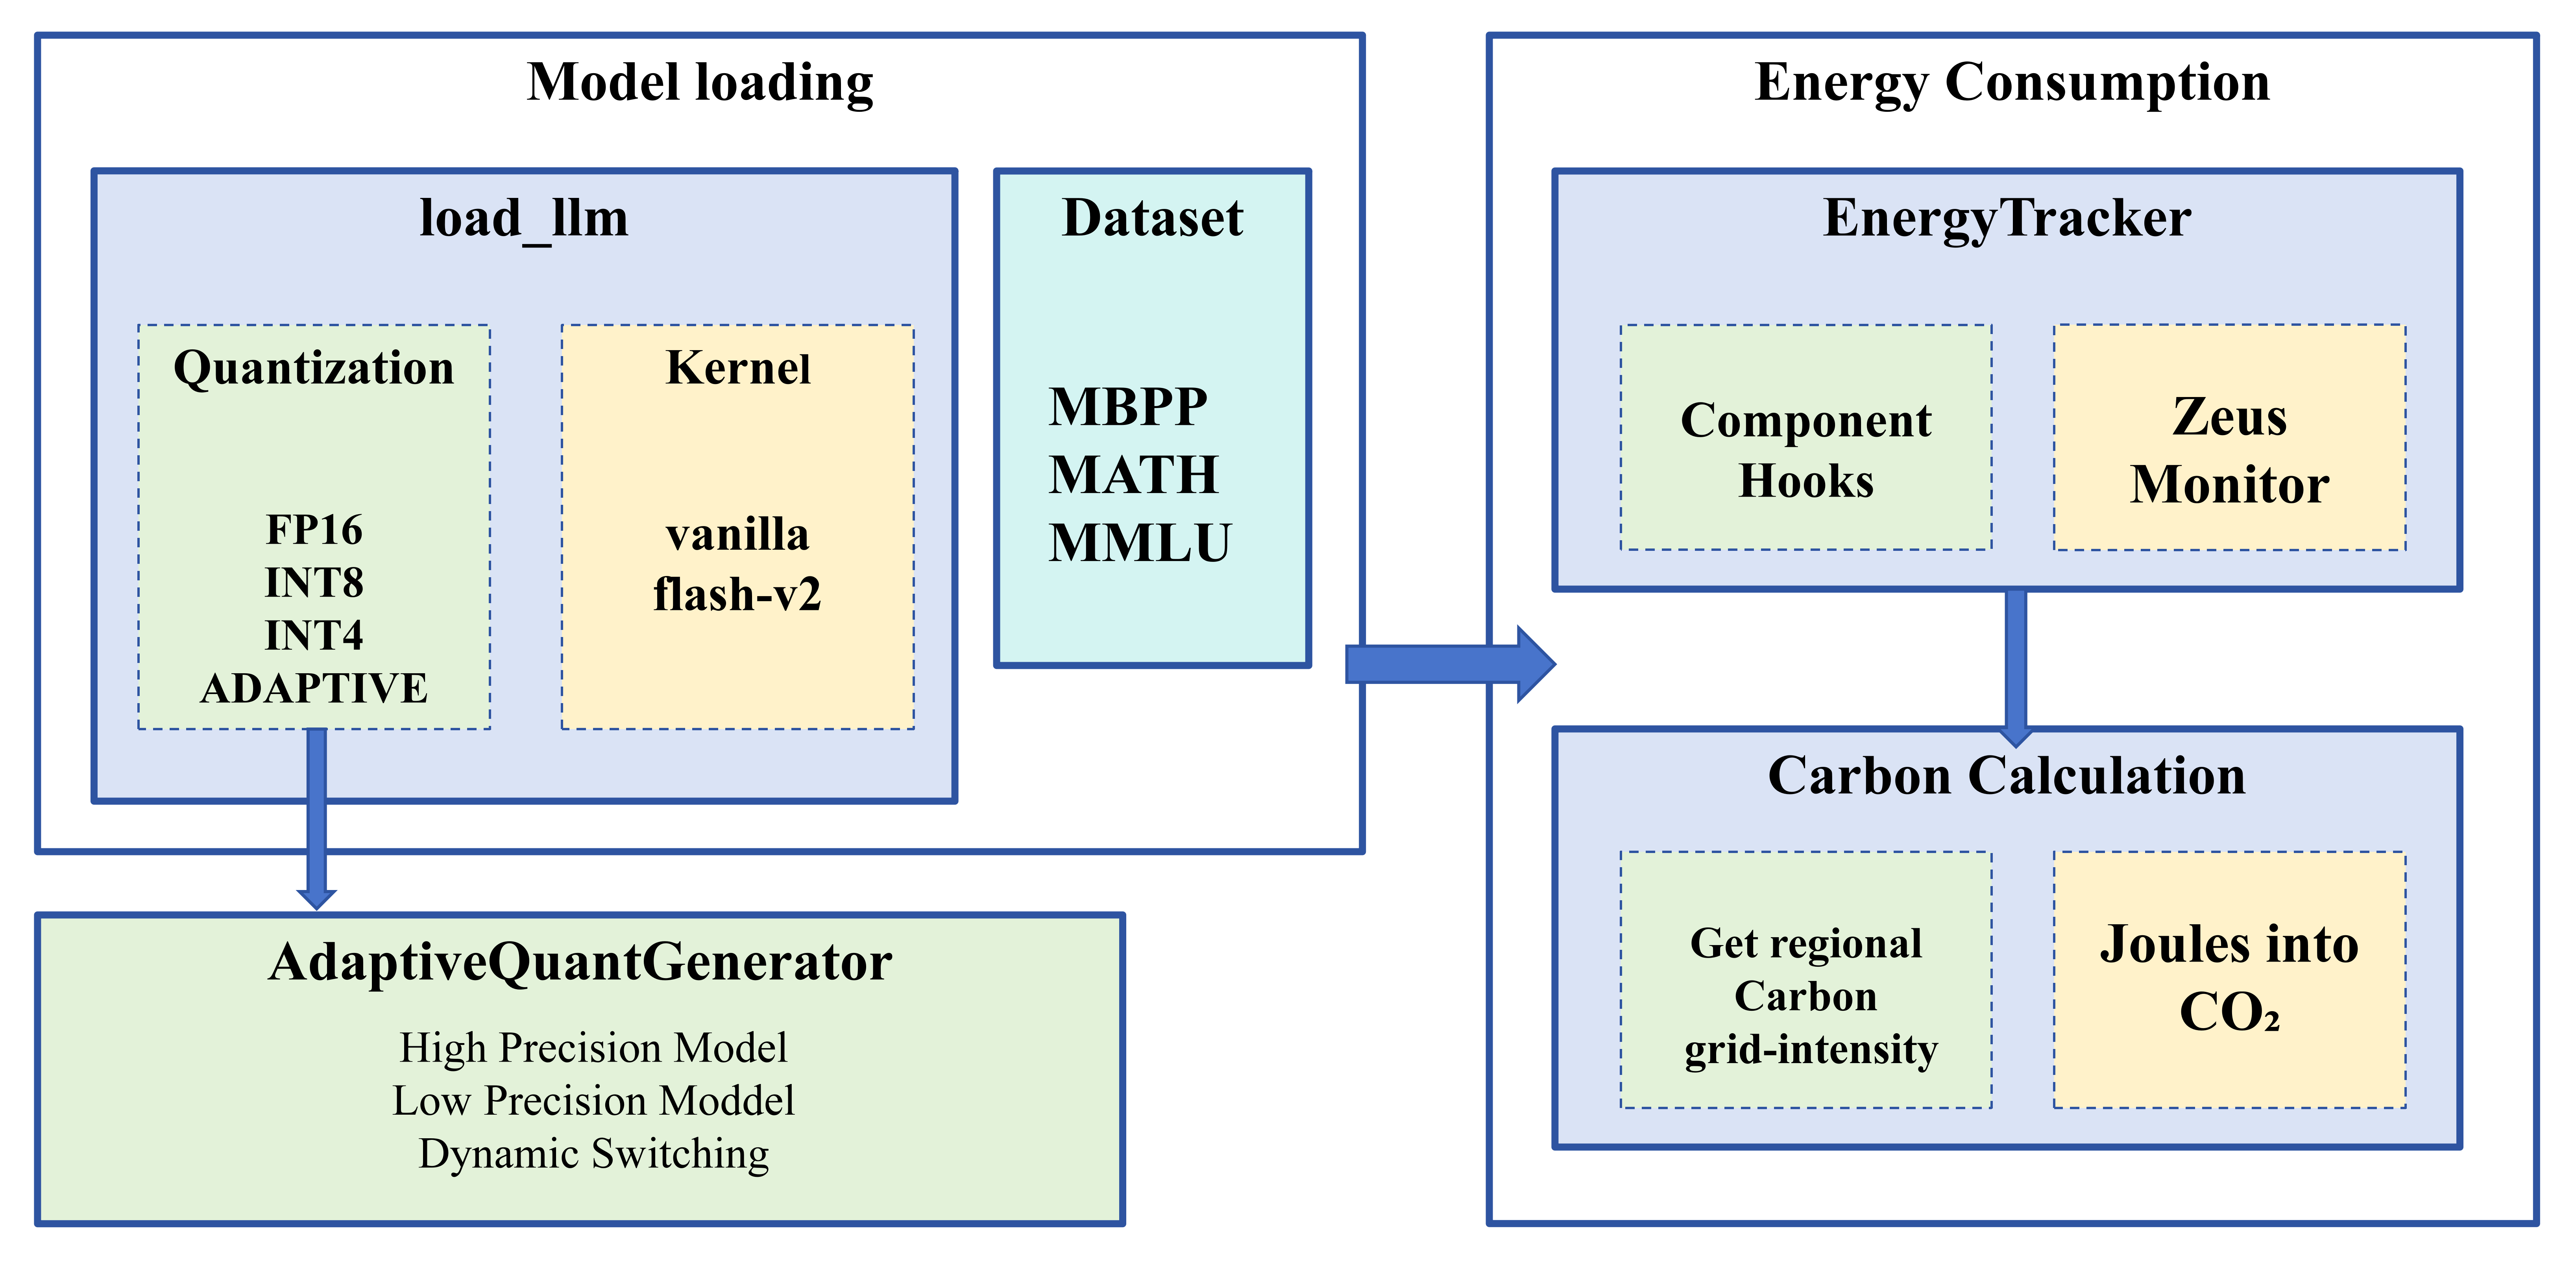 Model loading
load_llm
Quantization
FP16
INT8
INT4
ADAPTIVE
Kernel
vanilla
flash-v2
Dataset
MBPP
MATH
MMLU
AdaptiveQuantGenerator
High Precision Model
Low Precision Moddel
Dynamic Switching
Energy Consumption
EnergyTracker
Component
Hooks
Zeus
Monitor
Carbon Calculation
Get regional
Carbon
grid-intensity
Joules into
CO₂